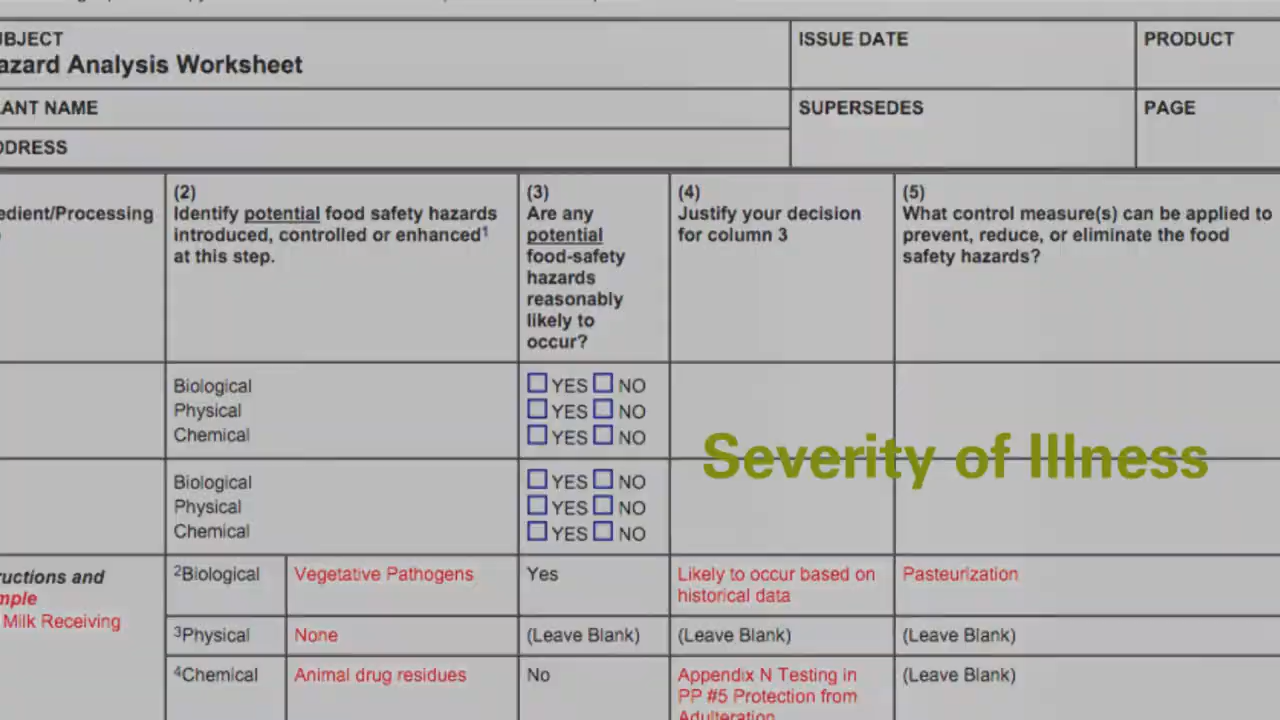 UBJECT
azard Analysis Worksheet
ISSUE DATE
PRODUCT
ANT NAME
SUPERSEDES
PAGE
DDRESS
edient/Processing
(2)
Identify potential food safety hazards
introduced, controlled or enhanced1
at this step.
(3)
Are any
potential
food-safety
hazards
reasonably
likely to
occur?
(4)
Justify your decision
for column 3
(5)
What control measure(s) can be applied to
prevent, reduce, or eliminate the food
safety hazards?
Biological
Physical
Chemical
YES NO
YES NO
YES NO
Severity of Illness
Biological
Physical
Chemical
YES NO
YES NO
YES NO
ructions and
mple
Milk Receiving
2Biological
Vegetative Pathogens
Yes
Likely to occur based on
historical data
Pasteurization
3Physical
None
(Leave Blank)
(Leave Blank)
(Leave Blank)
4Chemical
Animal drug residues
No
Appendix N Testing in
PP #5 Protection from
Adulteration
(Leave Blank)